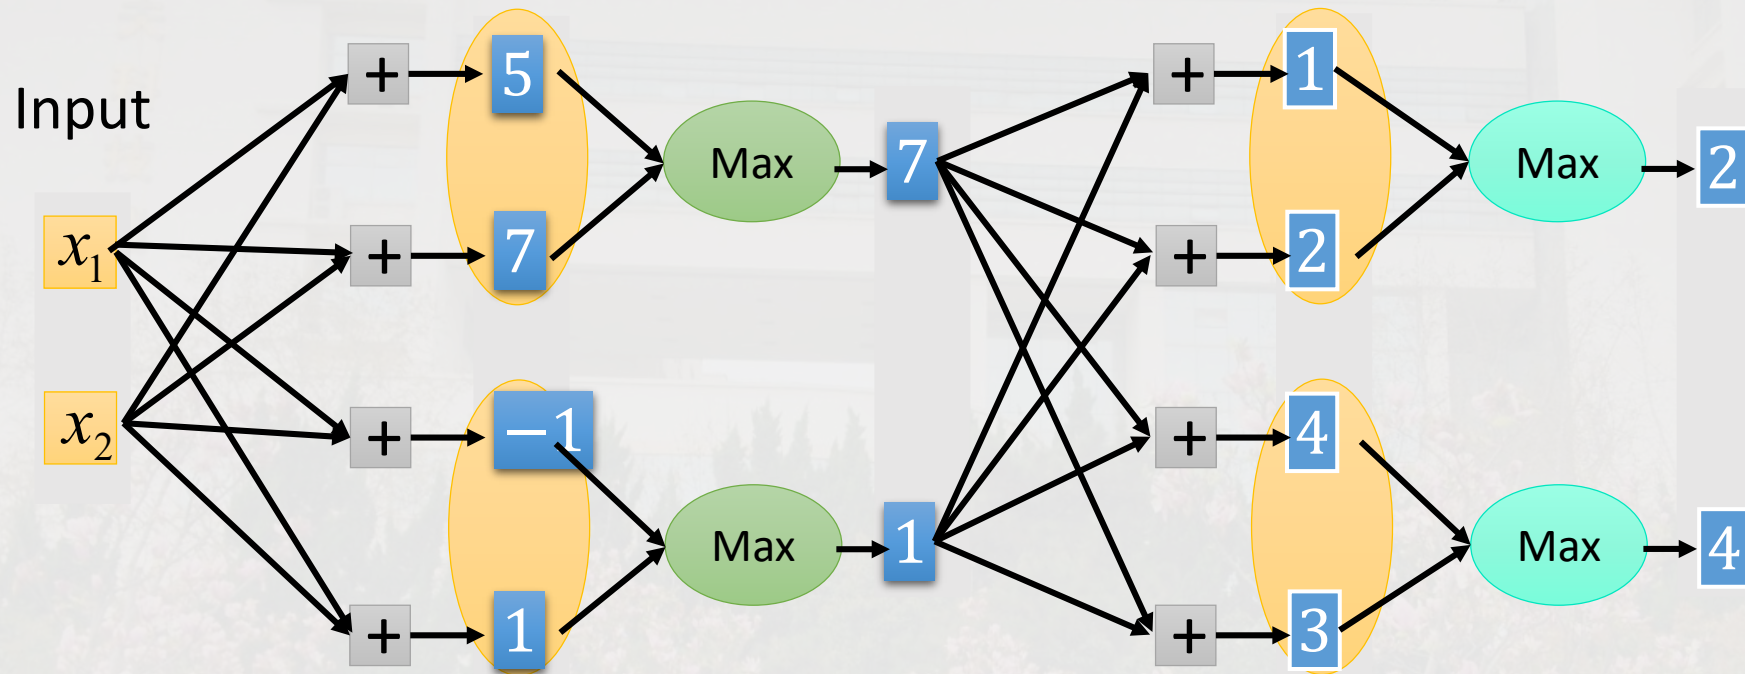 Input
x₁
x₂
+
+
+
+
5
7
−1
1
Max
Max
7
1
+
+
+
+
1
2
4
3
Max
Max
2
4